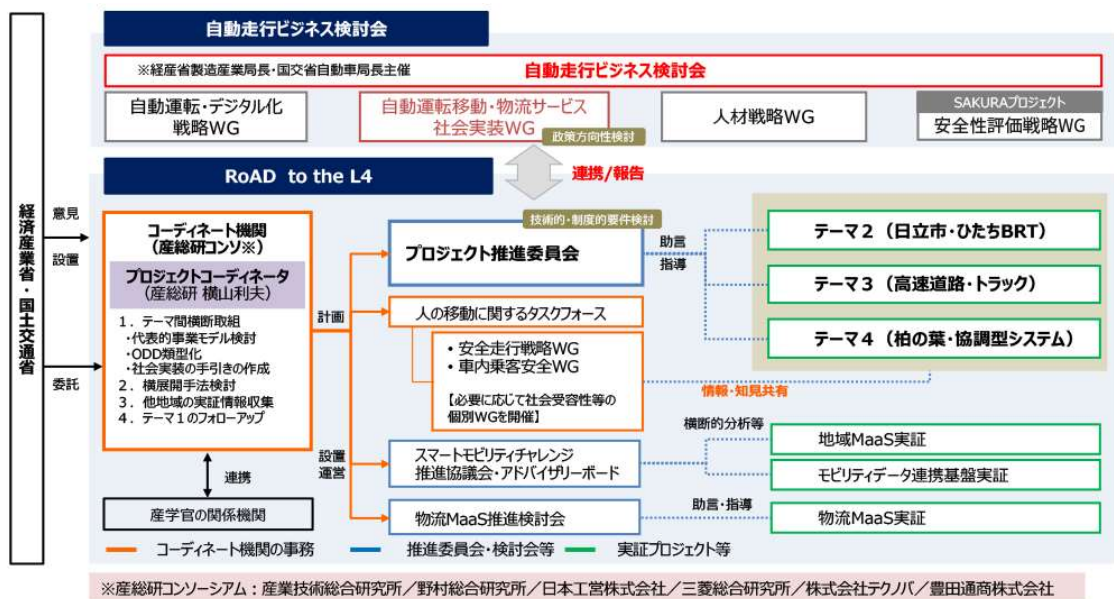 自動走行ビジネス検討会
※経産省製造産業局長・国交省自動車局長主催
自動走行ビジネス検討会
自動運転・デジタル化
戦略WG
自動運転移動・物流サービス
社会実装WG
人材戦略WG
SAKURAプロジェクト
安全性評価戦略WG
政策方向性検討
連携/報告
RoAD to the L4
経済産業省・国土交通省
意見
設置
委託
コーディネート機関
(産総研コンソ※)
プロジェクトコーディネータ
(産総研 横山利夫)
1.テーマ間横断取組
・代表的事業モデル検討
・ODD類型化
・社会実装の手引きの作成
2.横展開手法検討
3.他地域の実証情報収集
4.テーマ1のフォローアップ
連携
産学官の関係機関
計画
設置
運営
技術的・制度的要件検討
プロジェクト推進委員会
人の移動に関するタスクフォース
• 安全走行戦略WG
• 車内乗客安全WG
【必要に応じて社会受容性等の
個別WGを開催】
スマートモビリティチャレンジ
推進協議会・アドバイザリーボード
物流MaaS推進検討会
助言
指導
テーマ2(日立市・ひたちBRT)
テーマ3(高速道路・トラック)
テーマ4(柏の葉・協調型システム)
情報・知見共有
横断的分析等
地域MaaS実証
モビリティデータ連携基盤実証
助言・指導
物流MaaS実証
コーディネート機関の事務
推進委員会・検討会等
実証プロジェクト等
※産総研コンソーシアム:産業技術総合研究所/野村総合研究所/日本工営株式会社/三菱総合研究所/株式会社テクノバ/豊田通商株式会社